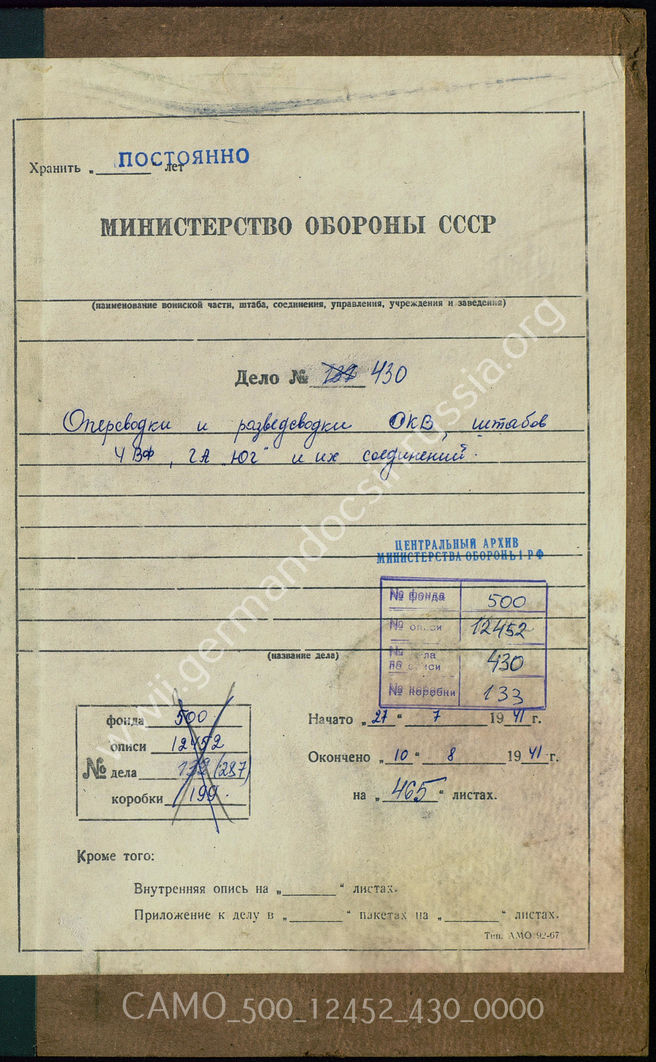 ПОСТОЯННО
Хранить „ “ лет
МИНИСТЕРСТВО ОБОРОНЫ СССР
(наименование воинской части, штаба, соединения, управления, учреждения и заведения)
Дело № 430
Оперсводки и разведсводки ОКВ, штабов
ЧВФ, ГА „Юг“ и их соединений.
ЦЕНТРАЛЬНЫЙ АРХИВ
МИНИСТЕРСТВА ОБОРОНЫ РФ
№ фонда 500
№ описи 12452
№ дела
по описи 430
№ коробки 133
(название дела)
фонда 500
описи 12452
№ дела (287)
коробки 199.
Начато „27“ 7 1941 г.
Окончено „10“ 8 1941 г.
на „465“ листах.
Кроме того:
Внутренняя опись на „ “ листах.
Приложение к делу в „ “ пакетах на „ “ листах.
Тип. АМО 92-67
www.germandocsinrussia.org
CAMO_500_12452_430_0000